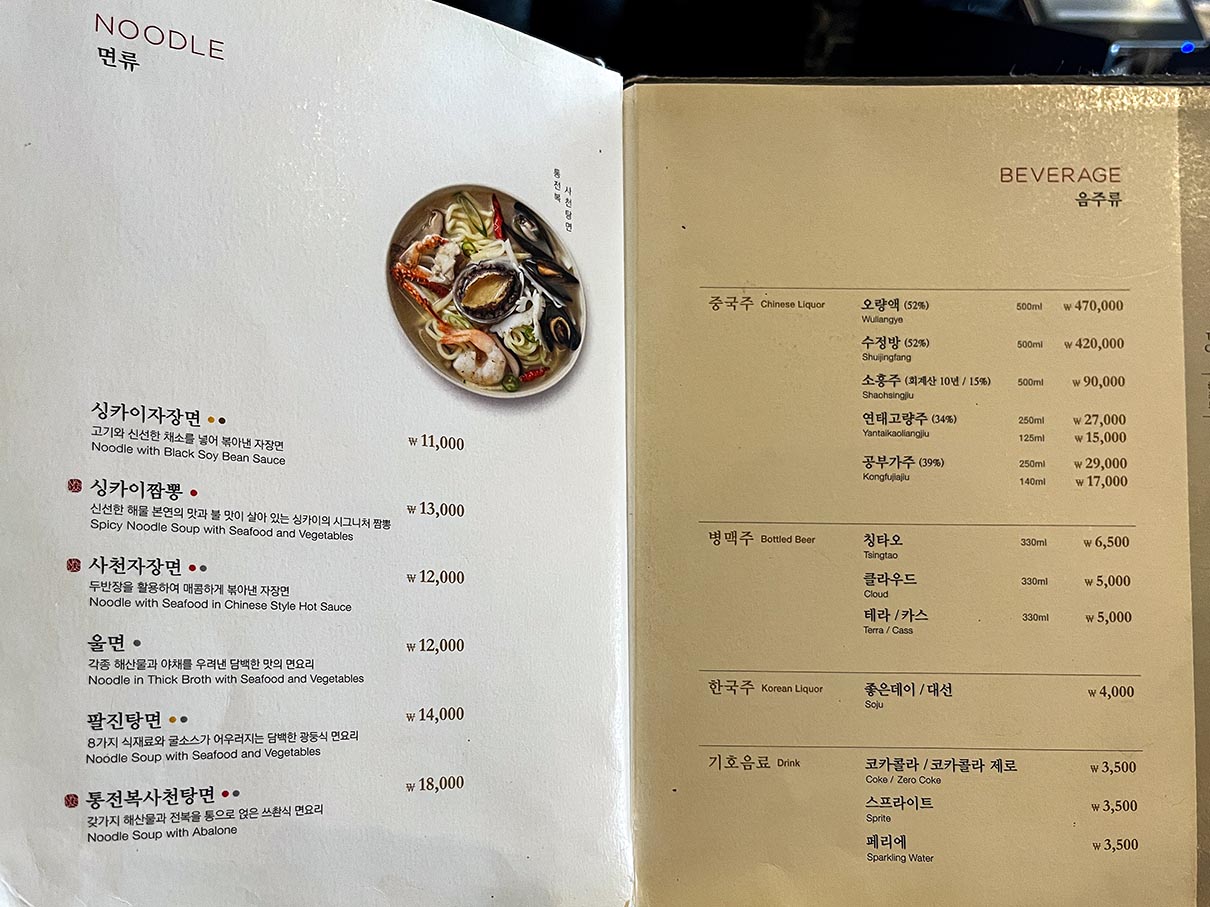 NOODLE
면류
통전복
사천탕면
싱카이자장면
고기와 신선한 채소를 넣어 볶아낸 자장면
Noodle with Black Soy Bean Sauce
₩ 11,000
싱카이짬뽕
신선한 해물 본연의 맛과 불 맛이 살아 있는 싱카이의 시그니처 짬뽕
Spicy Noodle Soup with Seafood and Vegetables
₩ 13,000
사천자장면
두반장을 활용하여 매콤하게 볶아낸 자장면
Noodle with Seafood in Chinese Style Hot Sauce
₩ 12,000
울면
각종 해산물과 야채를 우려낸 담백한 맛의 면요리
Noodle in Thick Broth with Seafood and Vegetables
₩ 12,000
팔진탕면
8가지 식재료와 굴소스가 어우러지는 담백한 광둥식 면요리
Noodle Soup with Seafood and Vegetables
₩ 14,000
통전복사천탕면
갖가지 해산물과 전복을 통으로 얹은 쓰촨식 면요리
Noodle Soup with Abalone
₩ 18,000
BEVERAGE
음주류
중국주 Chinese Liquor
오량액 (52%) 500ml ₩ 470,000
Wuliangye
수정방 (52%) 500ml ₩ 420,000
Shuijingfang
소흥주 (회계산 10년 / 15%) 500ml ₩ 90,000
Shaohsingjiu
연태고량주 (34%) 250ml ₩ 27,000
Yantaikaoliangjiu 125ml ₩ 15,000
공부가주 (39%) 250ml ₩ 29,000
Kongfujiajiu 140ml ₩ 17,000
병맥주 Bottled Beer
칭타오 330ml ₩ 6,500
Tsingtao
클라우드 330ml ₩ 5,000
Cloud
테라 / 카스 330ml ₩ 5,000
Terra / Cass
한국주 Korean Liquor
좋은데이 / 대선 ₩ 4,000
Soju
기호음료 Drink
코카콜라 / 코카콜라 제로 ₩ 3,500
Coke / Zero Coke
스프라이트 ₩ 3,500
Sprite
페리에 ₩ 3,500
Sparkling Water